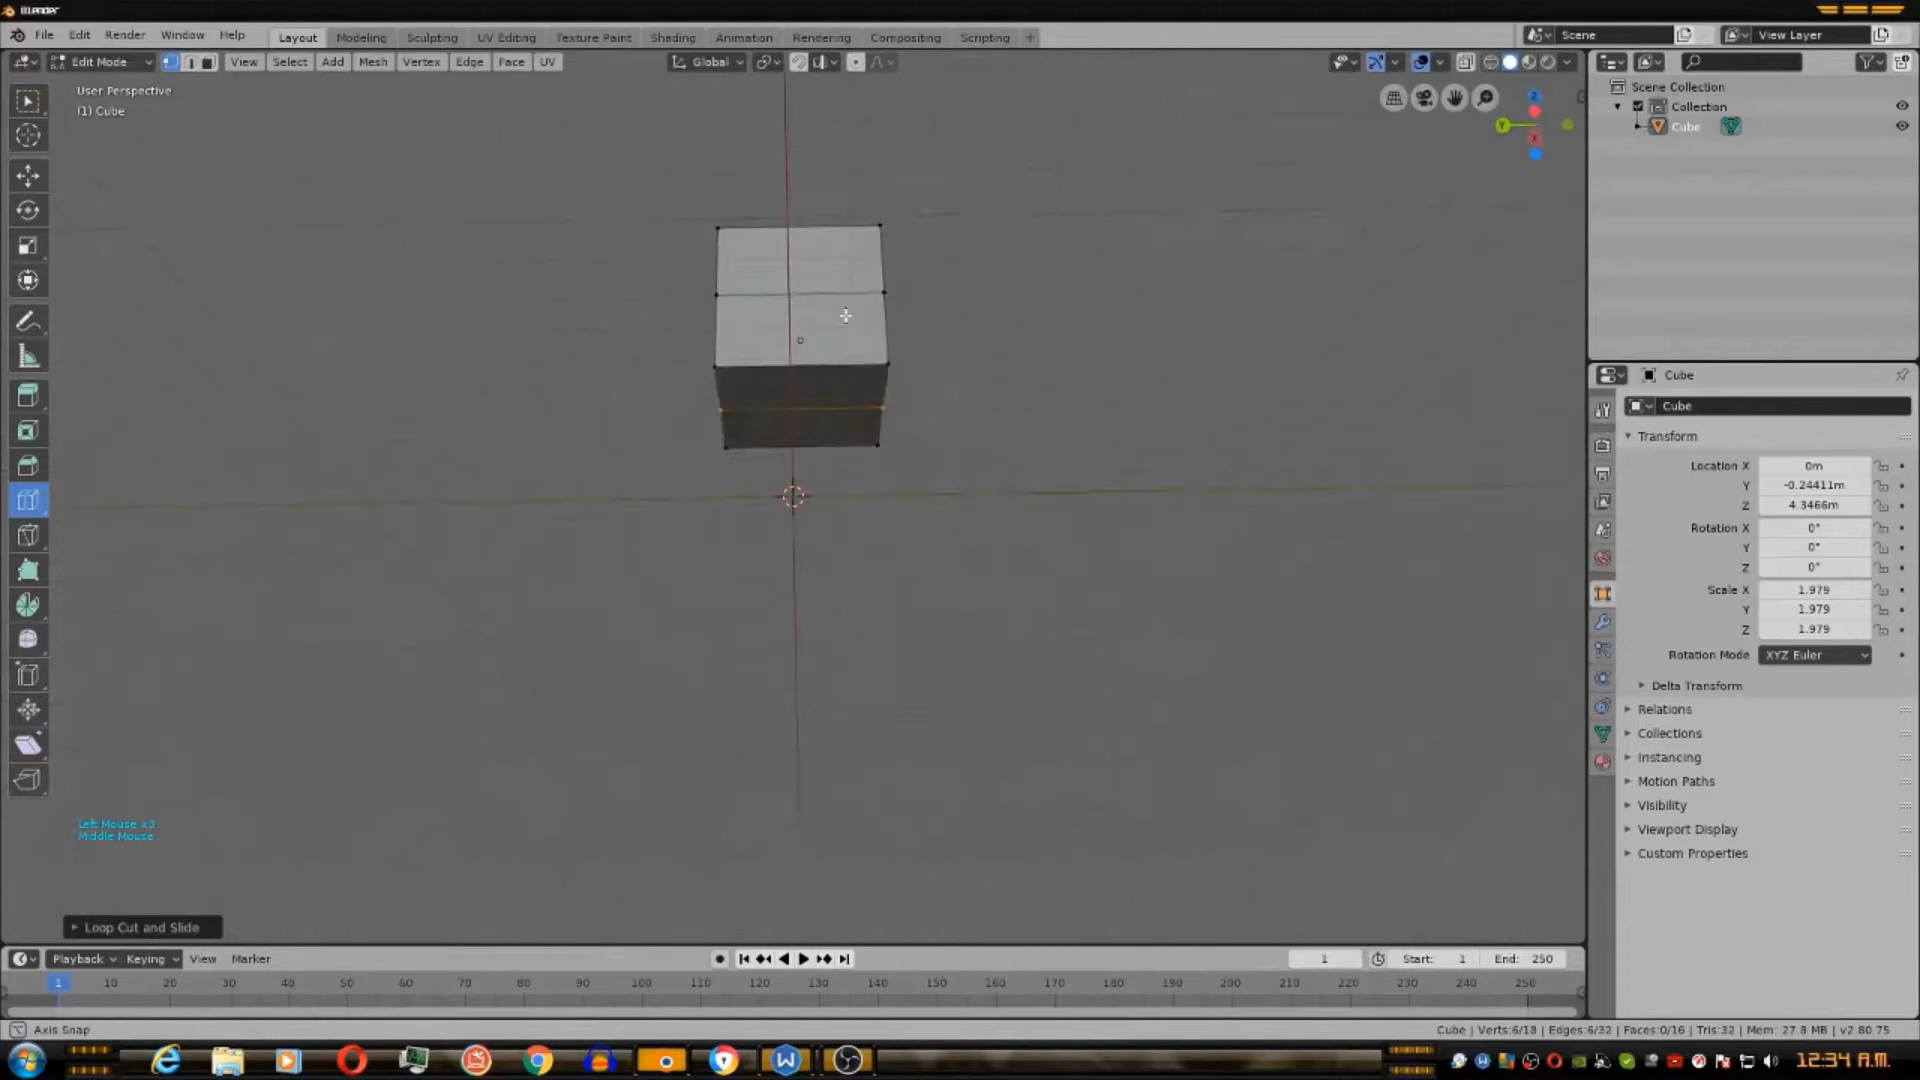 Blender
File Edit Render Window Help Layout Modeling Sculpting UV Editing Texture Paint Shading Animation Rendering Compositing Scripting + Scene View Layer
Edit Mode View Select Add Mesh Vertex Edge Face UV Global
User Perspective
(1) Cube
Z
Y
X
Left Mouse x3
Middle Mouse
Loop Cut and Slide
Scene Collection
Collection
Cube
Cube
Cube
Transform
Location X 0m
Y -0.24411m
Z 4.3466m
Rotation X 0°
Y 0°
Z 0°
Scale X 1.979
Y 1.979
Z 1.979
Rotation Mode XYZ Euler
Delta Transform
Relations
Collections
Instancing
Motion Paths
Visibility
Viewport Display
Custom Properties
Playback Keying View Marker 1 Start: 1 End: 250
1 10 20 30 40 50 60 70 80 90 100 110 120 130 140 150 160 170 180 190 200 210 220 230 240 250
Axis Snap Cube | Verts:6/18 | Edges:6/32 | Faces:0/16 | Tris:32 | Mem: 27.8 MB | v2.80.75
12:34 A.M.